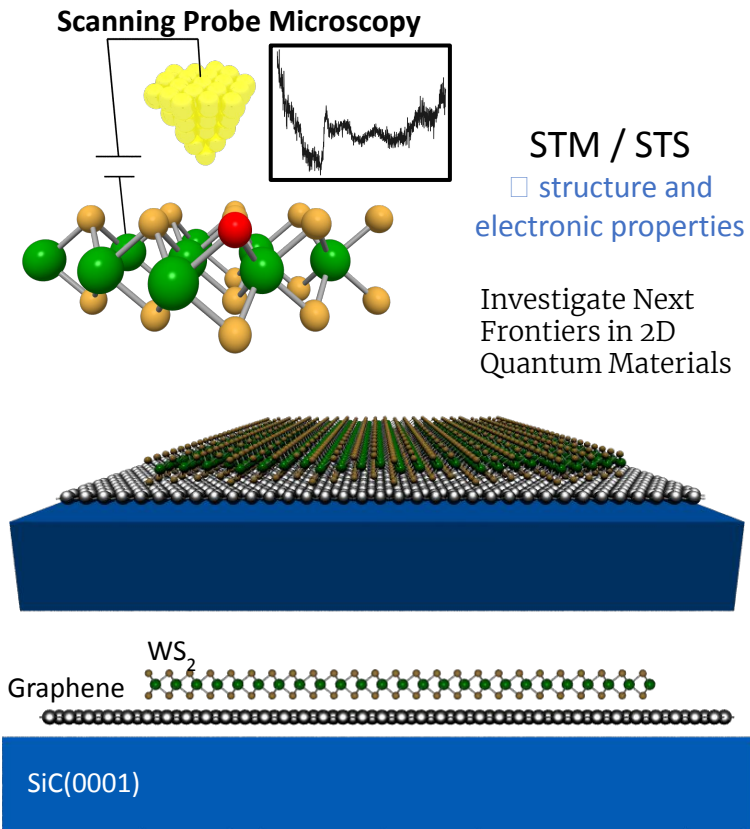 Scanning Probe Microscopy
STM / STS
□ structure and
electronic properties
Investigate Next
Frontiers in 2D
Quantum Materials
WS₂
Graphene
SiC(0001)